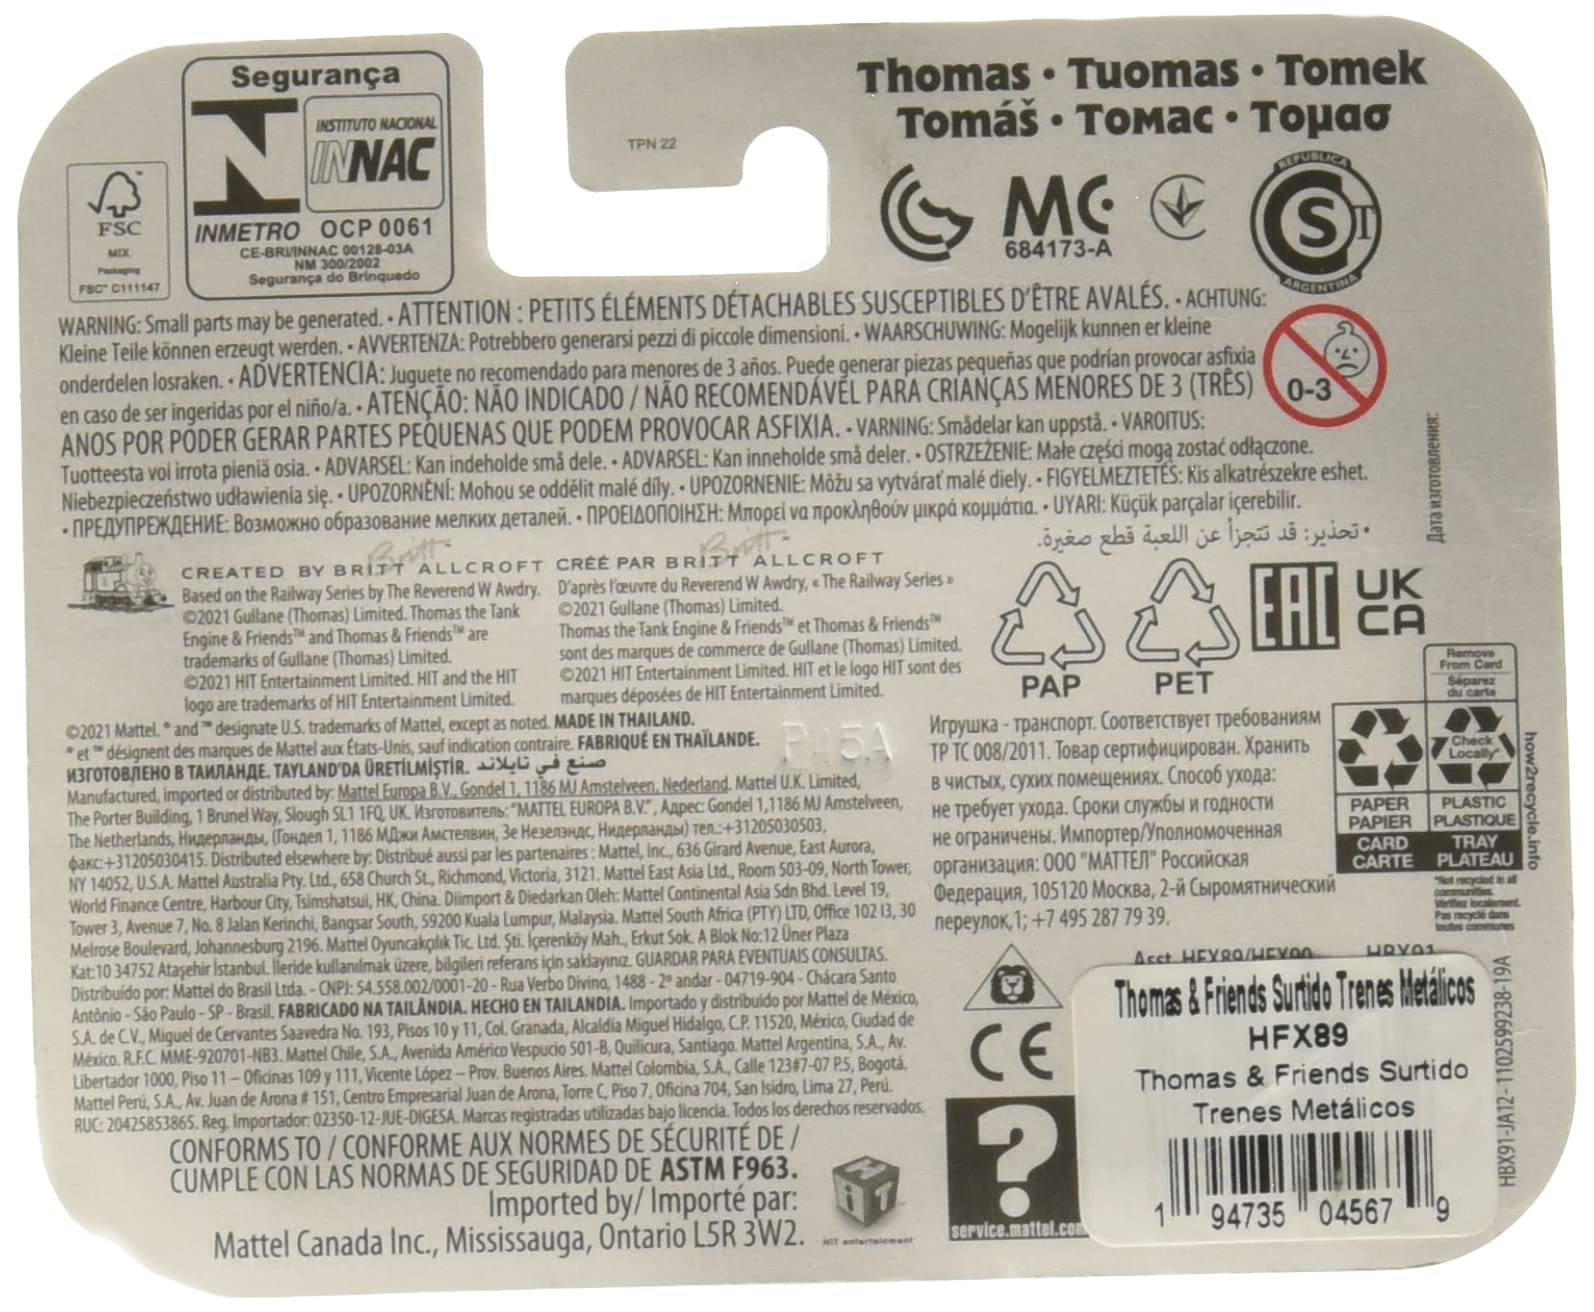 Segurança
INSTITUTO NACIONAL
INNAC
INMETRO OCP 0061
CE-BRI/INNAC 00128-03A
NM 300/2002
Segurança do Brinquedo
FSC
MIX
Packaging
FSC™ C111147
TPN 22
Thomas • Tuomas • Tomek
Tomáš • Томас • Τομασ
MC
684173-A
REPUBLICA
S T
ARGENTINA
WARNING: Small parts may be generated. • ATTENTION : PETITS ÉLÉMENTS DÉTACHABLES SUSCEPTIBLES D'ÊTRE AVALÉS. • ACHTUNG:
Kleine Teile können erzeugt werden. • AVVERTENZA: Potrebbero generarsi pezzi di piccole dimensioni. • WAARSCHUWING: Mogelijk kunnen er kleine
onderdelen losraken. • ADVERTENCIA: Juguete no recomendado para menores de 3 años. Puede generar piezas pequeñas que podrían provocar asfixia
en caso de ser ingeridas por el niño/a. • ATENÇÃO: NÃO INDICADO / NÃO RECOMENDÁVEL PARA CRIANÇAS MENORES DE 3 (TRÊS)
ANOS POR PODER GERAR PARTES PEQUENAS QUE PODEM PROVOCAR ASFIXIA. • VARNING: Smådelar kan uppstå. • VAROITUS:
Tuotteesta voi irrota pieniä osia. • ADVARSEL: Kan indeholde små dele. • ADVARSEL: Kan inneholde små deler. • OSTRZEŻENIE: Małe części mogą zostać odłączone.
Niebezpieczeństwo udławienia się. • UPOZORNĚNÍ: Mohou se oddělit malé díly. • UPOZORNENIE: Môžu sa vytvárať malé diely. • FIGYELMEZTETÉS: Kis alkatrészekre eshet.
• ПРЕДУПРЕЖДЕНИЕ: Возможно образование мелких деталей. • ΠΡΟΕΙΔΟΠΟΙΗΣΗ: Μπορεί να προκληθούν μικρά κομμάτια. • UYARI: Küçük parçalar içerebilir.
• تحذير: قد تتجزأ عن اللعبة قطع صغيرة.
0-3
Дата изготовления:
Britt™ Britt™
CREATED BY BRITT ALLCROFT
Based on the Railway Series by The Reverend W Awdry.
©2021 Gullane (Thomas) Limited. Thomas the Tank
Engine & Friends™ and Thomas & Friends™ are
trademarks of Gullane (Thomas) Limited.
©2021 HIT Entertainment Limited. HIT and the HIT
logo are trademarks of HIT Entertainment Limited.
CRÉÉ PAR BRITT ALLCROFT
D'après l'œuvre du Reverend W Awdry, « The Railway Series »
©2021 Gullane (Thomas) Limited.
Thomas the Tank Engine & Friends™ et Thomas & Friends™
sont des marques de commerce de Gullane (Thomas) Limited.
©2021 HIT Entertainment Limited. HIT et le logo HIT sont des
marques déposées de HIT Entertainment Limited.
PAP
PET
EAC
UK
CA
©2021 Mattel. ® and ™ designate U.S. trademarks of Mattel, except as noted. MADE IN THAILAND.
® et ™ désignent des marques de Mattel aux États-Unis, sauf indication contraire. FABRIQUÉ EN THAÏLANDE.
ИЗГОТОВЛЕНО В ТАИЛАНДЕ. TAYLAND'DA ÜRETİLMİŞTİR. صنع في تايلاند
P45A
Manufactured, imported or distributed by: Mattel Europa B.V., Gondel 1, 1186 MJ Amstelveen, Nederland. Mattel U.K. Limited,
The Porter Building, 1 Brunel Way, Slough SL1 1FQ, UK. Изготовитель: "MATTEL EUROPA B.V.", Адрес: Gondel 1,1186 MJ Amstelveen,
The Netherlands, Нидерланды, (Гондел 1, 1186 МДжи Амстелвин, Зе Незелэндс, Нидерланды) тел.:+31205030503,
факс:+31205030415. Distributed elsewhere by: Distribué aussi par les partenaires : Mattel, Inc., 636 Girard Avenue, East Aurora,
NY 14052, U.S.A. Mattel Australia Pty. Ltd., 658 Church St., Richmond, Victoria, 3121. Mattel East Asia Ltd., Room 503-09, North Tower,
World Finance Centre, Harbour City, Tsimshatsui, HK, China. Diimport & Diedarkan Oleh: Mattel Continental Asia Sdn Bhd. Level 19,
Tower 3, Avenue 7, No. 8 Jalan Kerinchi, Bangsar South, 59200 Kuala Lumpur, Malaysia. Mattel South Africa (PTY) LTD, Office 102 I3, 30
Melrose Boulevard, Johannesburg 2196. Mattel Oyuncakçılık Tic. Ltd. Şti. İçerenköy Mah., Erkut Sok. A Blok No:12 Üner Plaza
Kat:10 34752 Ataşehir İstanbul. İleride kullanılmak üzere, bilgileri referans için saklayınız. GUARDAR PARA EVENTUAIS CONSULTAS.
Distribuído por: Mattel do Brasil Ltda. - CNPJ: 54.558.002/0001-20 - Rua Verbo Divino, 1488 - 2º andar - 04719-904 - Chácara Santo
Antônio - São Paulo - SP - Brasil. FABRICADO NA TAILÂNDIA. HECHO EN TAILANDIA. Importado y distribuido por Mattel de México,
S.A. de C.V., Miguel de Cervantes Saavedra No. 193, Pisos 10 y 11, Col. Granada, Alcaldía Miguel Hidalgo, C.P. 11520, México, Ciudad de
México. R.F.C. MME-920701-NB3. Mattel Chile, S.A., Avenida Américo Vespucio 501-B, Quilicura, Santiago. Mattel Argentina, S.A., Av.
Libertador 1000, Piso 11 – Oficinas 109 y 111, Vicente López – Prov. Buenos Aires. Mattel Colombia, S.A., Calle 123#7-07 P.5, Bogotá.
Mattel Perú, S.A., Av. Juan de Arona # 151, Centro Empresarial Juan de Arona, Torre C, Piso 7, Oficina 704, San Isidro, Lima 27, Perú.
RUC: 20425853865. Reg. Importador: 02350-12-JUE-DIGESA. Marcas registradas utilizadas bajo licencia. Todos los derechos reservados.
CONFORMS TO / CONFORME AUX NORMES DE SÉCURITÉ DE /
CUMPLE CON LAS NORMAS DE SEGURIDAD DE ASTM F963.
Imported by/ Importé par:
Mattel Canada Inc., Mississauga, Ontario L5R 3W2.
HiT
HiT entertainment
Игрушка - транспорт. Соответствует требованиям
ТР ТС 008/2011. Товар сертифицирован. Хранить
в чистых, сухих помещениях. Способ ухода:
не требует ухода. Сроки службы и годности
не ограничены. Импортер/Уполномоченная
организация: ООО "МАТТЕЛ" Российская
Федерация, 105120 Москва, 2-й Сыромятнический
переулок,1; +7 495 287 79 39.
Remove
From Card
Séparez
du carte
Check
Locally*
PAPER
PAPIER
CARD
CARTE
PLASTIC
PLASTIQUE
TRAY
PLATEAU
how2recycle.info
*Not recycled in all
communities.
Vérifiez localement.
Pas recyclé dans
toutes communes
CE
?
service.mattel.com
Asst. HFX89/HFX90 HBX91
Thomas & Friends Surtido Trenes Metálicos
HFX89
Thomas & Friends Surtido
Trenes Metálicos
1 94735 04567 9
HBX91-JA12 - 1102599238-19A